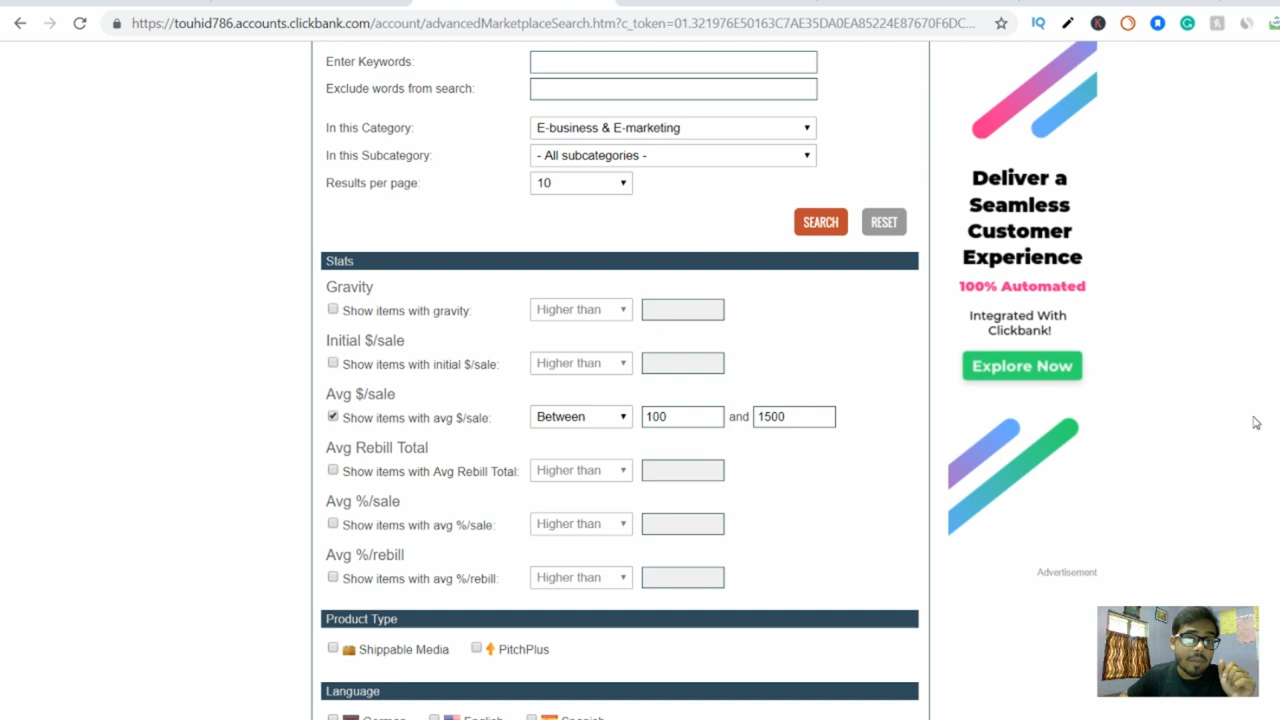 https://touhid786.accounts.clickbank.com/account/advancedMarketplaceSearch.htm?c_token=01.321976E50163C7AE35DA0EA85224E87670F6DC...
Enter Keywords:
Exclude words from search:
In this Category: E-business & E-marketing
In this Subcategory: - All subcategories -
Results per page: 10
SEARCH RESET
Stats
Gravity
Show items with gravity: Higher than
Initial $/sale
Show items with initial $/sale: Higher than
Avg $/sale
Show items with avg $/sale: Between 100 and 1500
Avg Rebill Total
Show items with Avg Rebill Total: Higher than
Avg %/sale
Show items with avg %/sale: Higher than
Avg %/rebill
Show items with avg %/rebill: Higher than
Product Type
Shippable Media PitchPlus
Language
German English Spanish
Deliver a
Seamless
Customer
Experience
100% Automated
Integrated With
Clickbank!
Explore Now
Advertisement